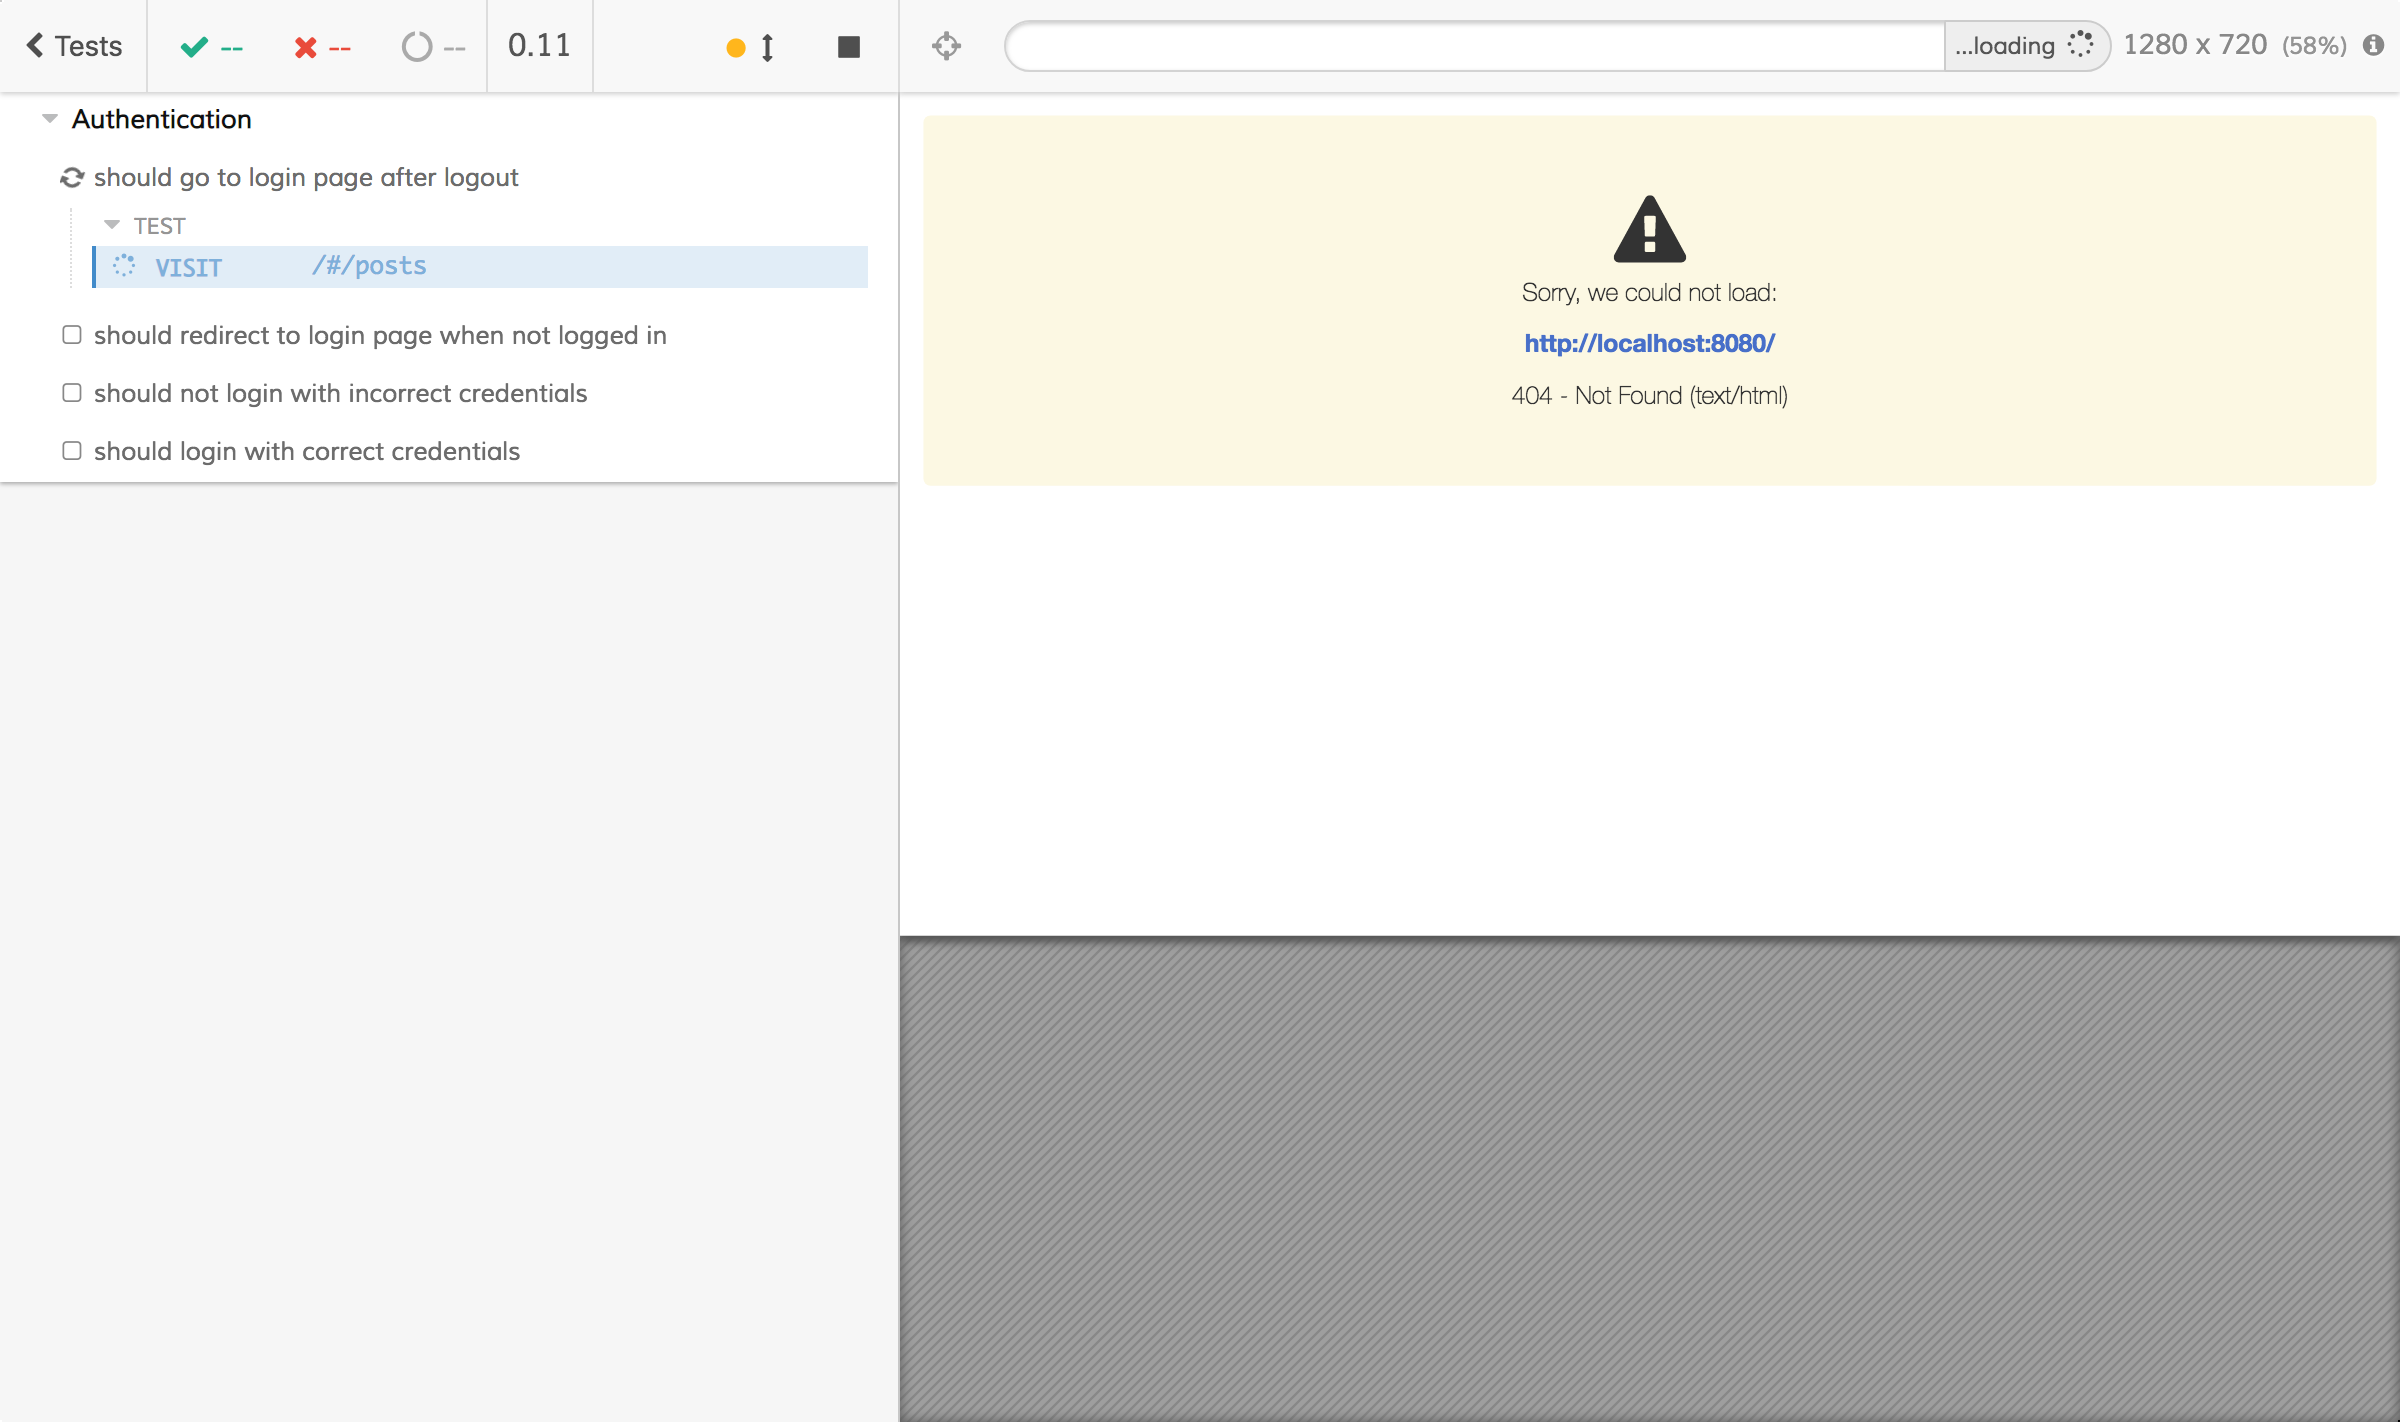 Tests
--
--
--
0.11
...loading
1280 x 720 (58%)
Authentication
should go to login page after logout
TEST
VISIT /#/posts
should redirect to login page when not logged in
should not login with incorrect credentials
should login with correct credentials
Sorry, we could not load:
http://localhost:8080/
404 - Not Found (text/html)